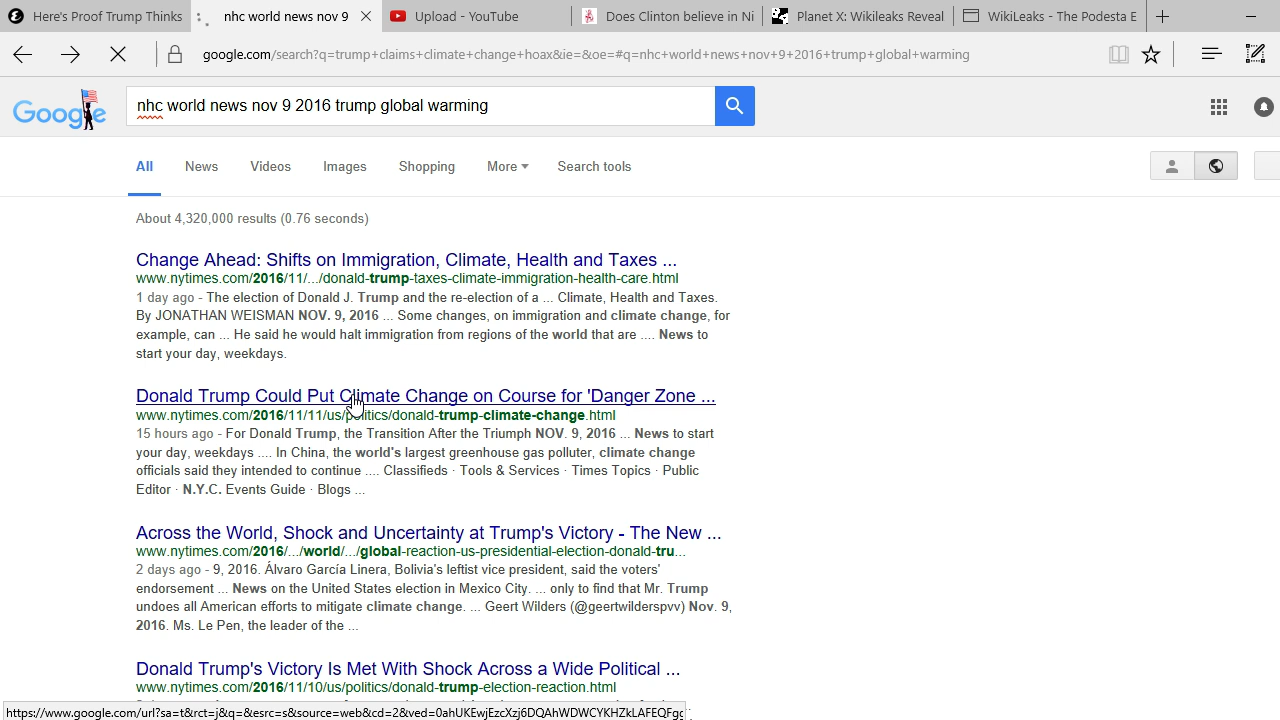 Here's Proof Trump Thinks
nhc world news nov 9
Upload - YouTube
Does Clinton believe in Ni
Planet X: Wikileaks Reveal
WikiLeaks - The Podesta E
google.com/search?q=trump+claims+climate+change+hoax&ie=&oe=#q=nhc+world+news+nov+9+2016+trump+global+warming
Google
nhc world news nov 9 2016 trump global warming
All News Videos Images Shopping More Search tools
About 4,320,000 results (0.76 seconds)
Change Ahead: Shifts on Immigration, Climate, Health and Taxes ...
www.nytimes.com/2016/11/.../donald-trump-taxes-climate-immigration-health-care.html
1 day ago - The election of Donald J. Trump and the re-election of a ... Climate, Health and Taxes.
By JONATHAN WEISMAN NOV. 9, 2016 ... Some changes, on immigration and climate change, for
example, can ... He said he would halt immigration from regions of the world that are .... News to
start your day, weekdays.
Donald Trump Could Put Climate Change on Course for 'Danger Zone ...
www.nytimes.com/2016/11/11/us/politics/donald-trump-climate-change.html
15 hours ago - For Donald Trump, the Transition After the Triumph NOV. 9, 2016 ... News to start
your day, weekdays .... In China, the world's largest greenhouse gas polluter, climate change
officials said they intended to continue .... Classifieds · Tools & Services · Times Topics · Public
Editor · N.Y.C. Events Guide · Blogs ...
Across the World, Shock and Uncertainty at Trump's Victory - The New ...
www.nytimes.com/2016/.../world/.../global-reaction-us-presidential-election-donald-tru...
2 days ago - 9, 2016. Álvaro García Linera, Bolivia's leftist vice president, said the voters'
endorsement ... News on the United States election in Mexico City. ... only to find that Mr. Trump
undoes all American efforts to mitigate climate change. ... Geert Wilders (@geertwilderspvv) Nov. 9,
2016. Ms. Le Pen, the leader of the ...
Donald Trump's Victory Is Met With Shock Across a Wide Political ...
www.nytimes.com/2016/11/10/us/politics/donald-trump-election-reaction.html
https://www.google.com/url?sa=t&rct=j&q=&esrc=s&source=web&cd=2&ved=0ahUKEwjEzcXzj6DQAhWDWCYKHZkLAFEQFgg